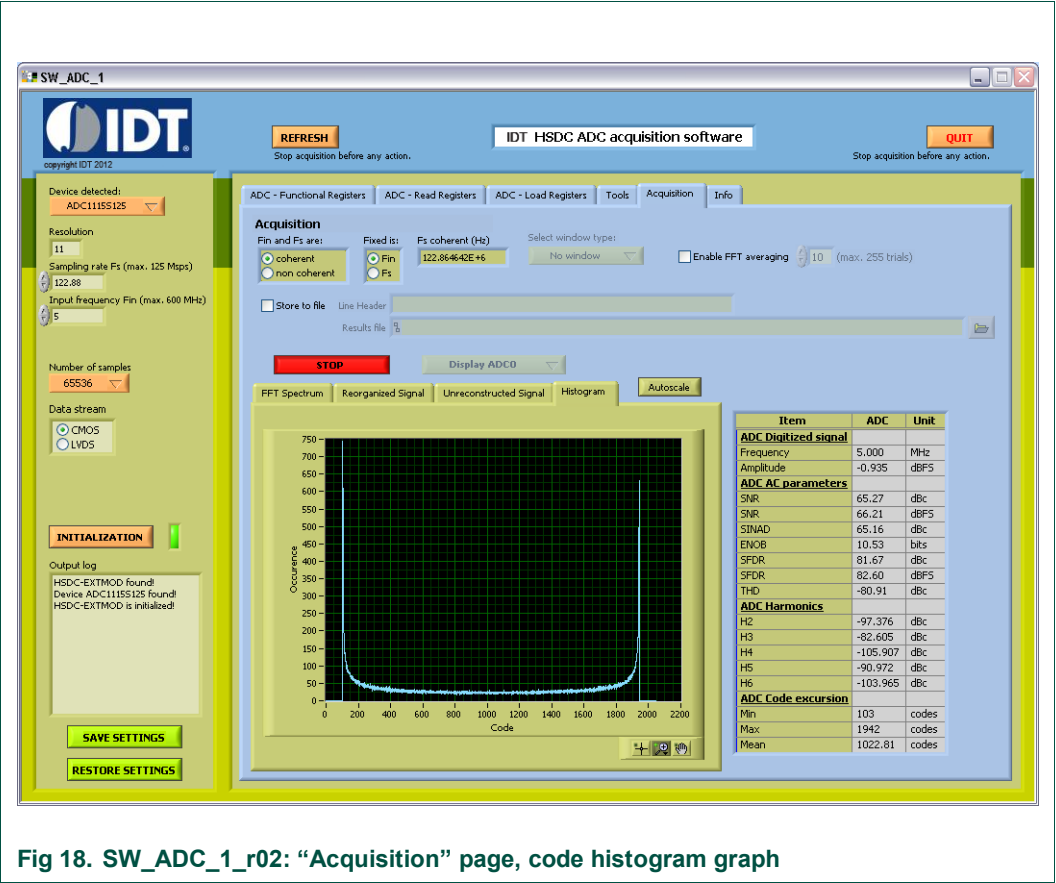 SW_ADC_1
IDT
copyright IDT 2012
REFRESH
Stop acquisition before any action.
IDT HSDC ADC acquisition software
QUIT
Stop acquisition before any action.
Device detected:
ADC1115S125
Resolution
11
Sampling rate Fs (max. 125 Msps)
122.88
Input frequency Fin (max. 600 MHz)
5
Number of samples
65536
Data stream
CMOS
LVDS
INITIALIZATION
Output log
HSDC-EXTMOD found!
Device ADC1115S125 found!
HSDC-EXTMOD is initialized!
SAVE SETTINGS
RESTORE SETTINGS
ADC - Functional Registers ADC - Read Registers ADC - Load Registers Tools Acquisition Info
Acquisition
Fin and Fs are: Fixed is: Fs coherent (Hz) Select window type:
coherent Fin 122.864642E+6 No window Enable FFT averaging 10 (max. 255 trials)
non coherent Fs
Store to file Line Header
Results file
STOP Display ADC0
FFT Spectrum Reorganized Signal Unreconstructed Signal Histogram Autoscale
750
700
650
600
550
500
450
400
350
300
250
200
150
100
50
0
Occurence
0 200 400 600 800 1000 1200 1400 1600 1800 2000 2200
Code
Item ADC Unit
ADC Digitized signal
Frequency 5.000 MHz
Amplitude -0.935 dBFS
ADC AC parameters
SNR 65.27 dBc
SNR 66.21 dBFS
SINAD 65.16 dBc
ENOB 10.53 bits
SFDR 81.67 dBc
SFDR 82.60 dBFS
THD -80.91 dBc
ADC Harmonics
H2 -97.376 dBc
H3 -82.605 dBc
H4 -105.907 dBc
H5 -90.972 dBc
H6 -103.965 dBc
ADC Code excursion
Min 103 codes
Max 1942 codes
Mean 1022.81 codes
Fig 18. SW_ADC_1_r02: “Acquisition” page, code histogram graph